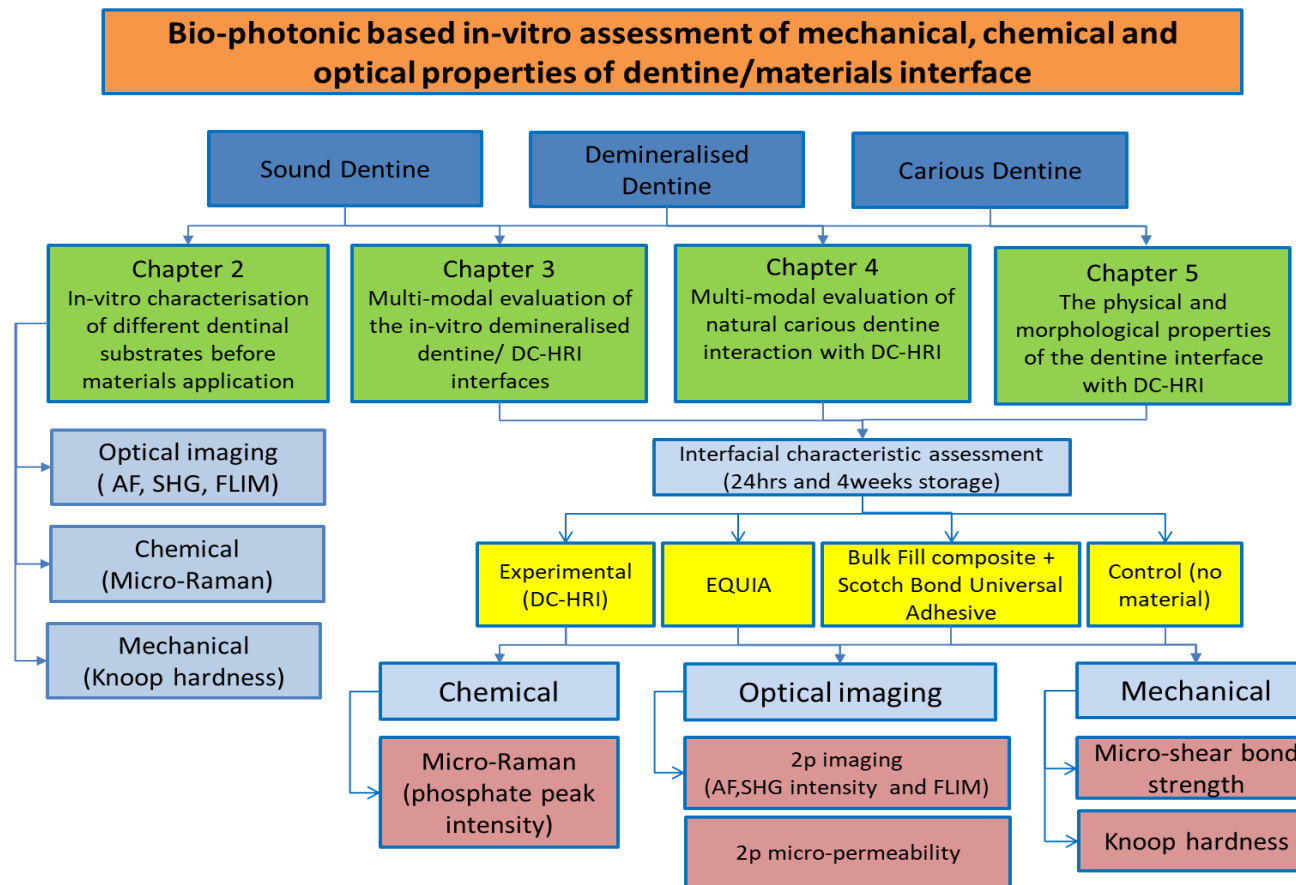 Bio-photonic based in-vitro assessment of mechanical, chemical and
optical properties of dentine/materials interface
Sound Dentine
Demineralised
Dentine
Carious Dentine
Chapter 2
In-vitro characterisation
of different dentinal
substrates before
materials application
Chapter 3
Multi-modal evaluation of
the in-vitro demineralised
dentine/ DC-HRI
interfaces
Chapter 4
Multi-modal evaluation of
natural carious dentine
interaction with DC-HRI
Chapter 5
The physical and
morphological properties
of the dentine interface
with DC-HRI
Optical imaging
( AF, SHG, FLIM)
Chemical
(Micro-Raman)
Mechanical
(Knoop hardness)
Interfacial characteristic assessment
(24hrs and 4weeks storage)
Experimental
(DC-HRI)
EQUIA
Bulk Fill composite +
Scotch Bond Universal
Adhesive
Control (no
material)
Chemical
Optical imaging
Mechanical
Micro-Raman
(phosphate peak
intensity)
2p imaging
(AF,SHG intensity and FLIM)
2p micro-permeability
Micro-shear bond
strength
Knoop hardness